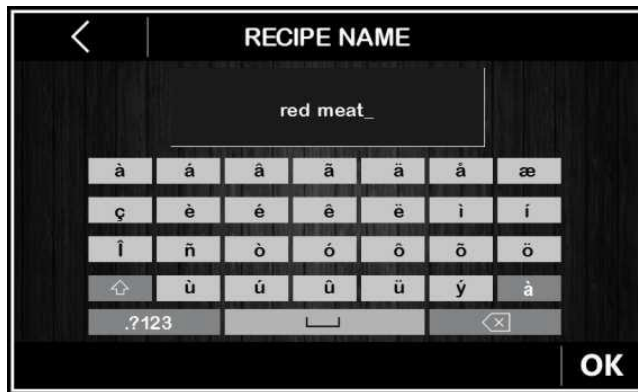 RECIPE NAME
red meat_
à á â ã ä å æ
ç è é ê ë ì í
Î ñ ò ó ô õ ö
ù ú û ü ý à
.?123
OK